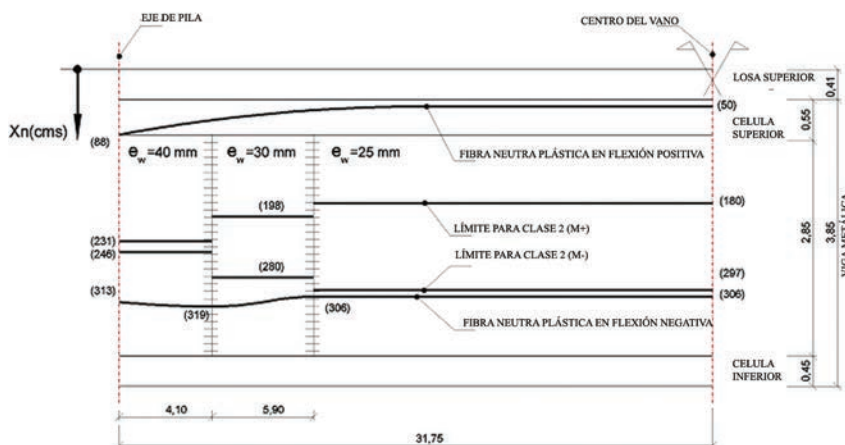 EJE DE PILA
CENTRO DEL VANO
LOSA SUPERIOR
0,41
Xn(cms)
(88)
(50)
CELULA
SUPERIOR
0,55
FIBRA NEUTRA PLÁSTICA EN FLEXIÓN POSITIVA
e_w=40 mm
e_w=30 mm
e_w=25 mm
(198)
(180)
LÍMITE PARA CLASE 2 (M+)
(231)
(246)
(280)
LÍMITE PARA CLASE 2 (M-)
(297)
(313)
(319)
(306)
(306)
FIBRA NEUTRA PLÁSTICA EN FLEXIÓN NEGATIVA
2,85
3,85
VIGA METÁLICA
CELULA
INFERIOR
0,45
4,10
5,90
31,75